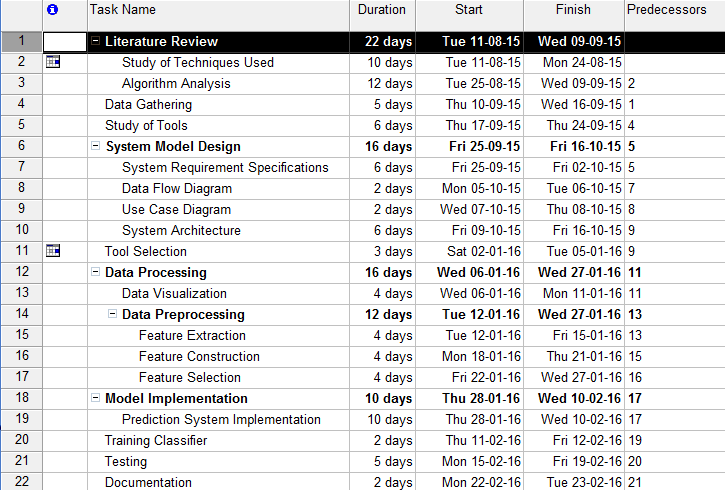 Task Name Duration Start Finish Predecessors
1 Literature Review 22 days Tue 11-08-15 Wed 09-09-15
2 Study of Techniques Used 10 days Tue 11-08-15 Mon 24-08-15
3 Algorithm Analysis 12 days Tue 25-08-15 Wed 09-09-15 2
4 Data Gathering 5 days Thu 10-09-15 Wed 16-09-15 1
5 Study of Tools 6 days Thu 17-09-15 Thu 24-09-15 4
6 System Model Design 16 days Fri 25-09-15 Fri 16-10-15 5
7 System Requirement Specifications 6 days Fri 25-09-15 Fri 02-10-15 5
8 Data Flow Diagram 2 days Mon 05-10-15 Tue 06-10-15 7
9 Use Case Diagram 2 days Wed 07-10-15 Thu 08-10-15 8
10 System Architecture 6 days Fri 09-10-15 Fri 16-10-15 9
11 Tool Selection 3 days Sat 02-01-16 Tue 05-01-16 9
12 Data Processing 16 days Wed 06-01-16 Wed 27-01-16 11
13 Data Visualization 4 days Wed 06-01-16 Mon 11-01-16 11
14 Data Preprocessing 12 days Tue 12-01-16 Wed 27-01-16 13
15 Feature Extraction 4 days Tue 12-01-16 Fri 15-01-16 13
16 Feature Construction 4 days Mon 18-01-16 Thu 21-01-16 15
17 Feature Selection 4 days Fri 22-01-16 Wed 27-01-16 16
18 Model Implementation 10 days Thu 28-01-16 Wed 10-02-16 17
19 Prediction System Implementation 10 days Thu 28-01-16 Wed 10-02-16 17
20 Training Classifier 2 days Thu 11-02-16 Fri 12-02-16 19
21 Testing 5 days Mon 15-02-16 Fri 19-02-16 20
22 Documentation 2 days Mon 22-02-16 Tue 23-02-16 21